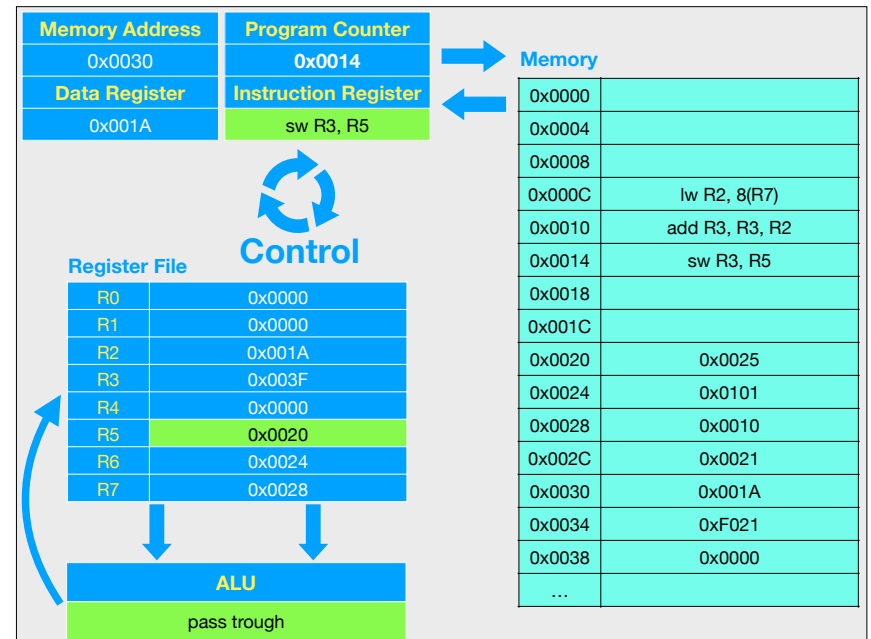 Memory Address Program Counter
0x0030 0x0014
Data Register Instruction Register
0x001A sw R3, R5
Control
Register File
R0 0x0000
R1 0x0000
R2 0x001A
R3 0x003F
R4 0x0000
R5 0x0020
R6 0x0024
R7 0x0028
ALU
pass trough
Memory
0x0000
0x0004
0x0008
0x000C lw R2, 8(R7)
0x0010 add R3, R3, R2
0x0014 sw R3, R5
0x0018
0x001C
0x0020 0x0025
0x0024 0x0101
0x0028 0x0010
0x002C 0x0021
0x0030 0x001A
0x0034 0xF021
0x0038 0x0000
…